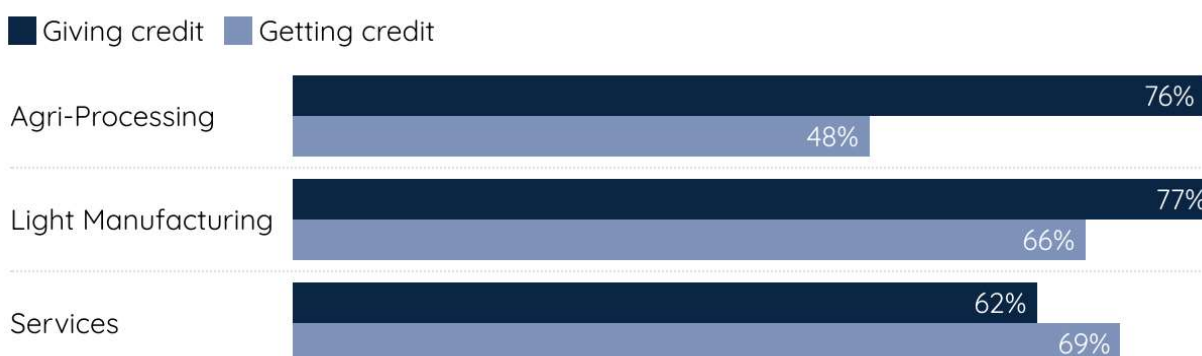 Giving credit Getting credit
Agri-Processing
76%
48%
Light Manufacturing
77%
66%
Services
62%
69%